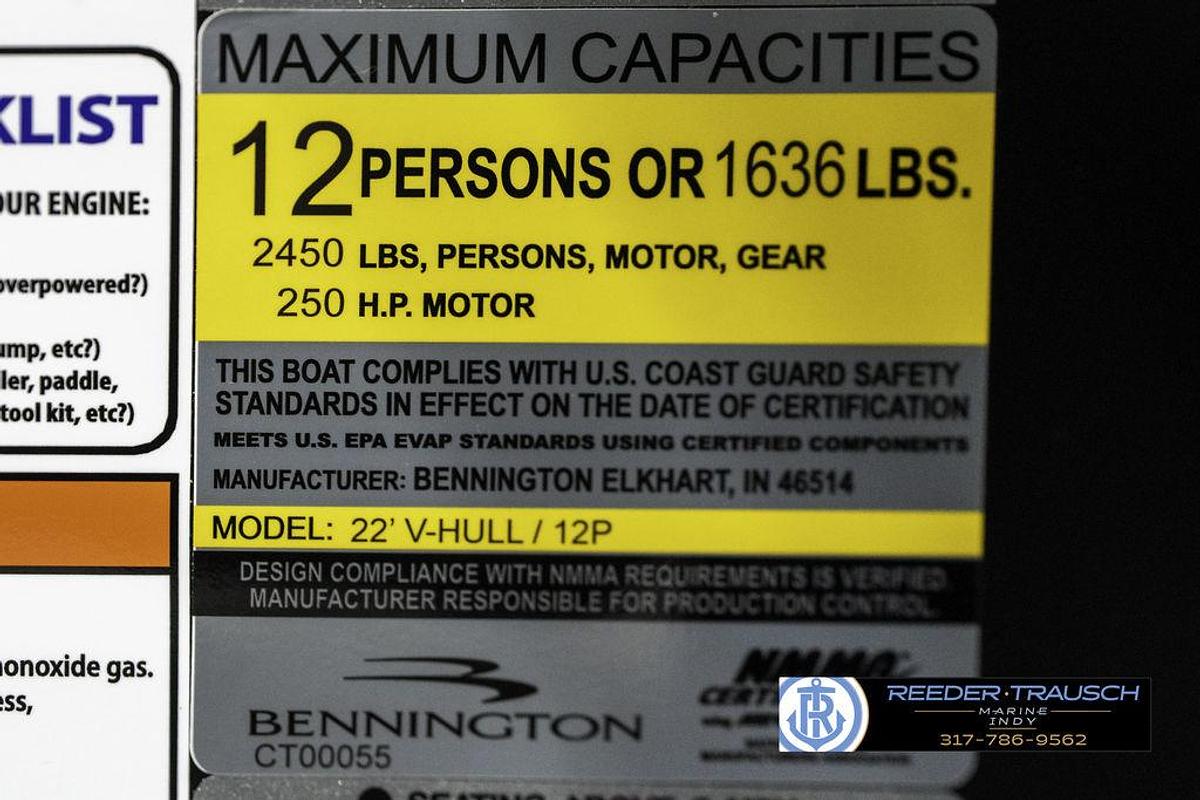 KLIST
OUR ENGINE:
overpowered?)
ump, etc?)
ller, paddle,
tool kit, etc?)
monoxide gas.
ess,
MAXIMUM CAPACITIES
12 PERSONS OR 1636 LBS.
2450 LBS, PERSONS, MOTOR, GEAR
250 H.P. MOTOR
THIS BOAT COMPLIES WITH U.S. COAST GUARD SAFETY
STANDARDS IN EFFECT ON THE DATE OF CERTIFICATION
MEETS U.S. EPA EVAP STANDARDS USING CERTIFIED COMPONENTS
MANUFACTURER: BENNINGTON ELKHART, IN 46514
MODEL: 22' V-HULL / 12P
DESIGN COMPLIANCE WITH NMMA REQUIREMENTS IS VERIFIED.
MANUFACTURER RESPONSIBLE FOR PRODUCTION CONTROL.
BENNINGTON
CT00055
NMMA
REEDER·TRAUSCH
MARINE
INDY
317-786-9562